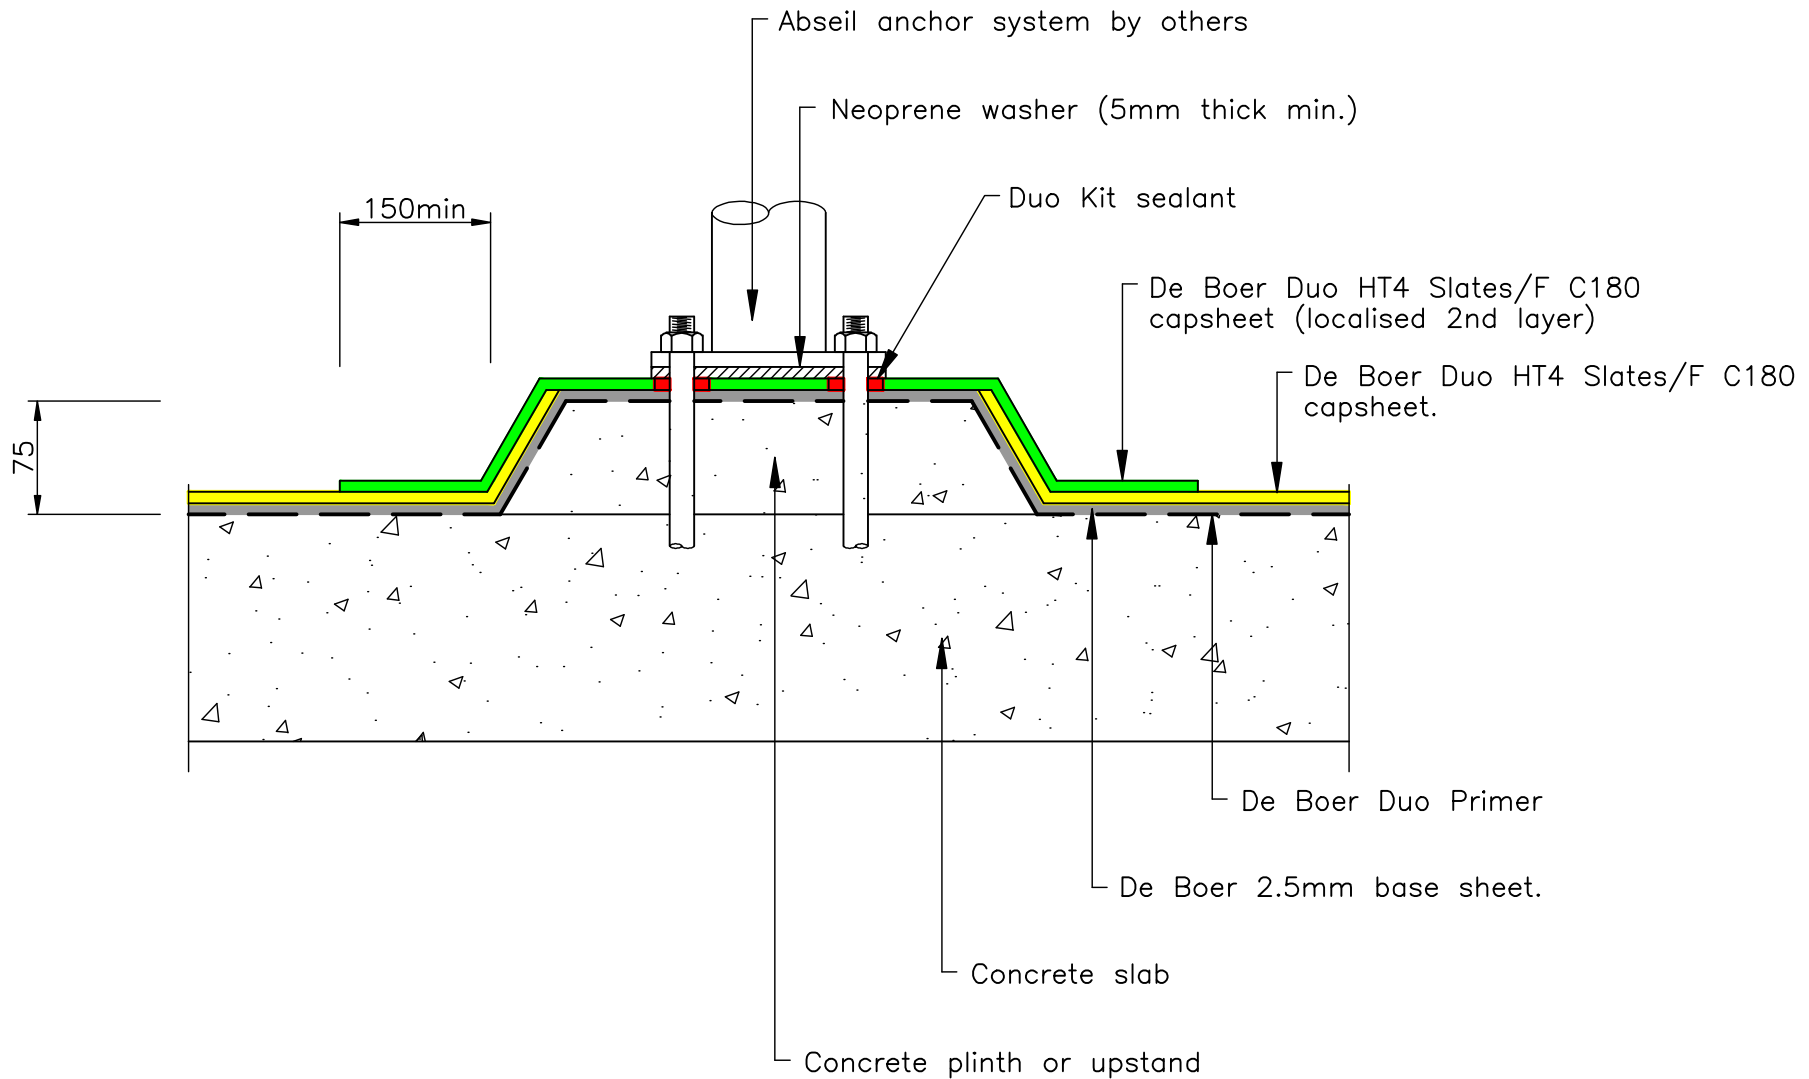 Abseil anchor system by others
Neoprene washer (5mm thick min.)
Duo Kit sealant
150min
De Boer Duo HT4 Slates/F C180
capsheet (localised 2nd layer)
De Boer Duo HT4 Slates/F C180
capsheet.
75
De Boer Duo Primer
De Boer 2.5mm base sheet.
Concrete slab
Concrete plinth or upstand